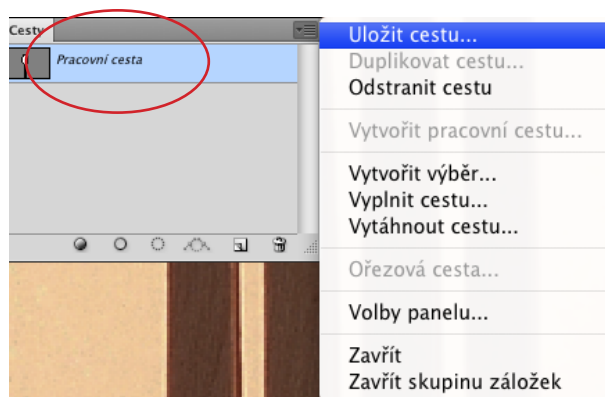 Cesty
Pracovní cesta
Uložit cestu...
Duplikovat cestu...
Odstranit cestu
Vytvořit pracovní cestu...
Vytvořit výběr...
Vyplnit cestu...
Vytáhnout cestu...
Ořezová cesta...
Volby panelu...
Zavřít
Zavřít skupinu záložek